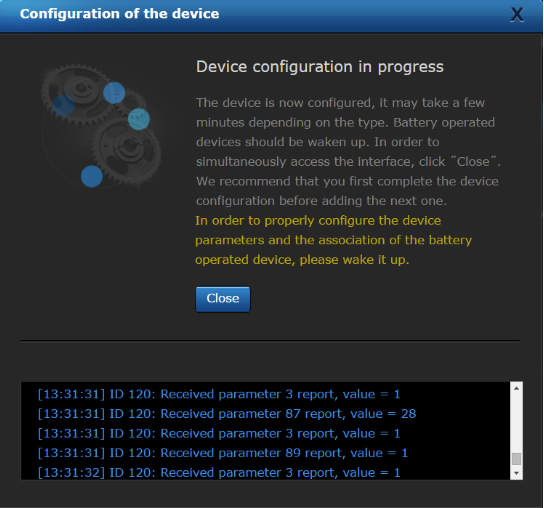 Configuration of the device
X
Device configuration in progress
The device is now configured, it may take a few
minutes depending on the type. Battery operated
devices should be waken up. In order to
simultaneously access the interface, click ˝Close˝.
We recommend that you first complete the device
configuration before adding the next one.
In order to properly configure the device
parameters and the association of the battery
operated device, please wake it up.
Close
[13:31:31] ID 120: Received parameter 3 report, value = 1
[13:31:31] ID 120: Received parameter 87 report, value = 28
[13:31:31] ID 120: Received parameter 3 report, value = 1
[13:31:31] ID 120: Received parameter 89 report, value = 1
[13:31:32] ID 120: Received parameter 3 report, value = 1